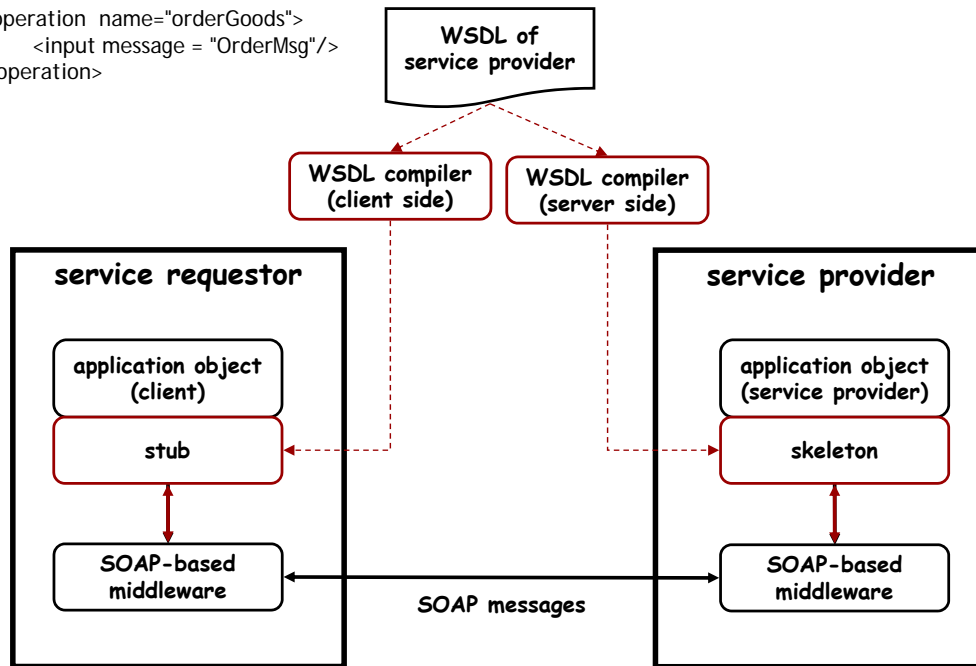 operation name="orderGoods">
<input message = "OrderMsg"/>
operation>
WSDL of
service provider
WSDL compiler
(client side)
WSDL compiler
(server side)
service requestor
service provider
application object
(client)
application object
(service provider)
stub
skeleton
SOAP-based
middleware
SOAP-based
middleware
SOAP messages